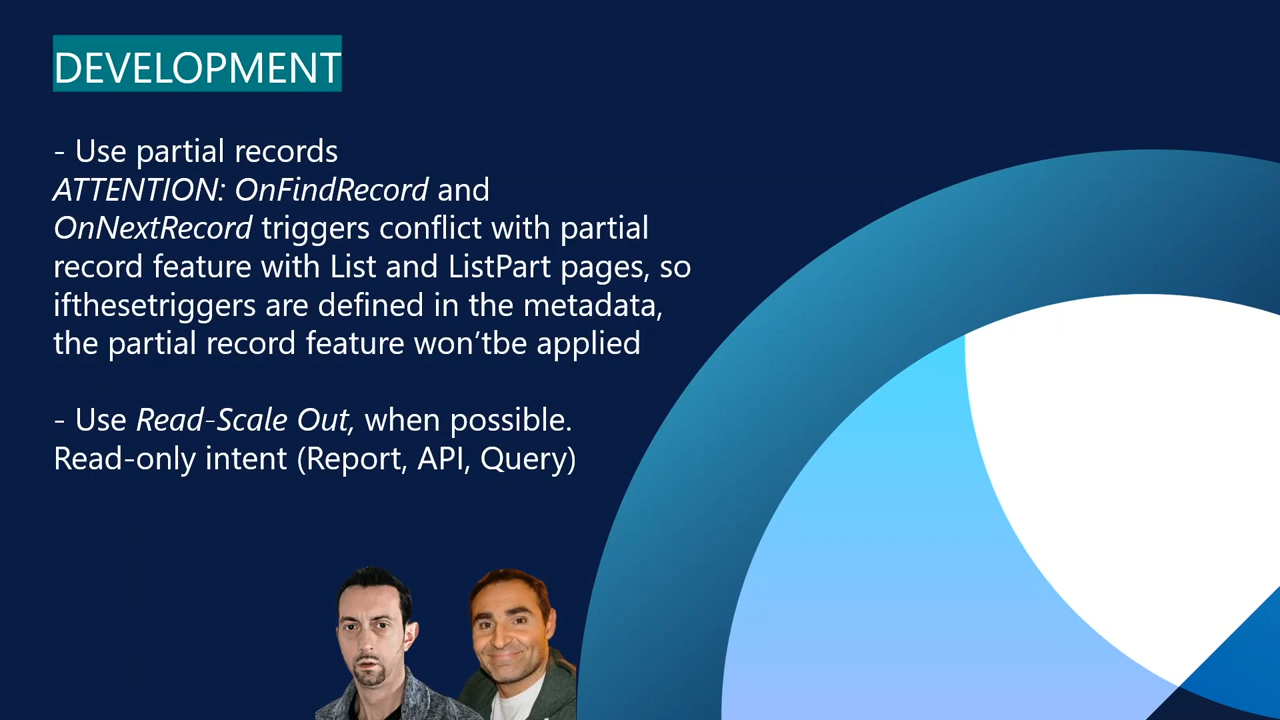 DEVELOPMENT
- Use partial records
ATTENTION: OnFindRecord and
OnNextRecord triggers conflict with partial
record feature with List and ListPart pages, so
ifthesetriggers are defined in the metadata,
the partial record feature won’tbe applied
- Use Read-Scale Out, when possible.
Read-only intent (Report, API, Query)